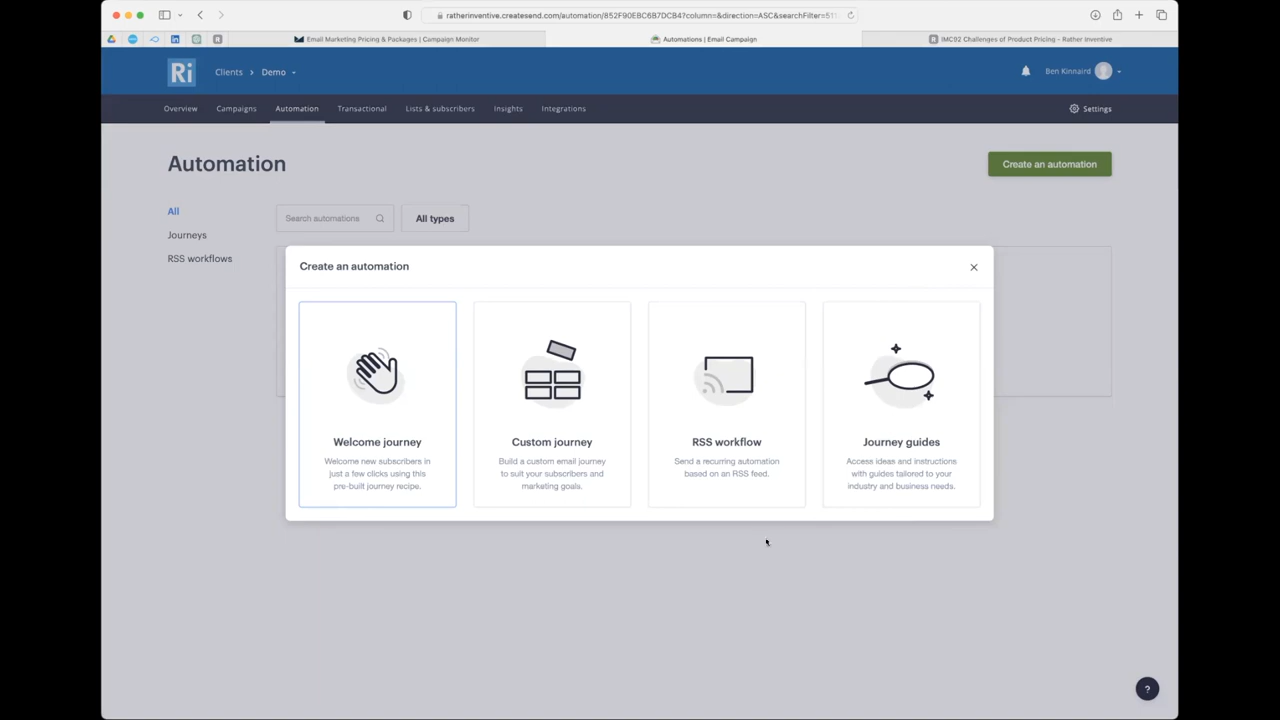 ratherinventive.createsend.com/automation/852F90EBC6B7DCB4?column=&direction=ASC&searchFilter=51
Email Marketing Pricing & Packages | Campaign Monitor
Automations | Email Campaign
IMC92 Challenges of Product Pricing - Rather Inventive
Ri
Clients > Demo
Ben Kinnaird
Overview
Campaigns
Automation
Transactional
Lists & subscribers
Insights
Integrations
Settings
Automation
Create an automation
All
Journeys
RSS workflows
Search automations
All types
Create an automation
Welcome journey
Welcome new subscribers in
just a few clicks using this
pre-built journey recipe.
Custom journey
Build a custom email journey
to suit your subscribers and
marketing goals.
RSS workflow
Send a recurring automation
based on an RSS feed.
Journey guides
Access ideas and instructions
with guides tailored to your
industry and business needs.
?